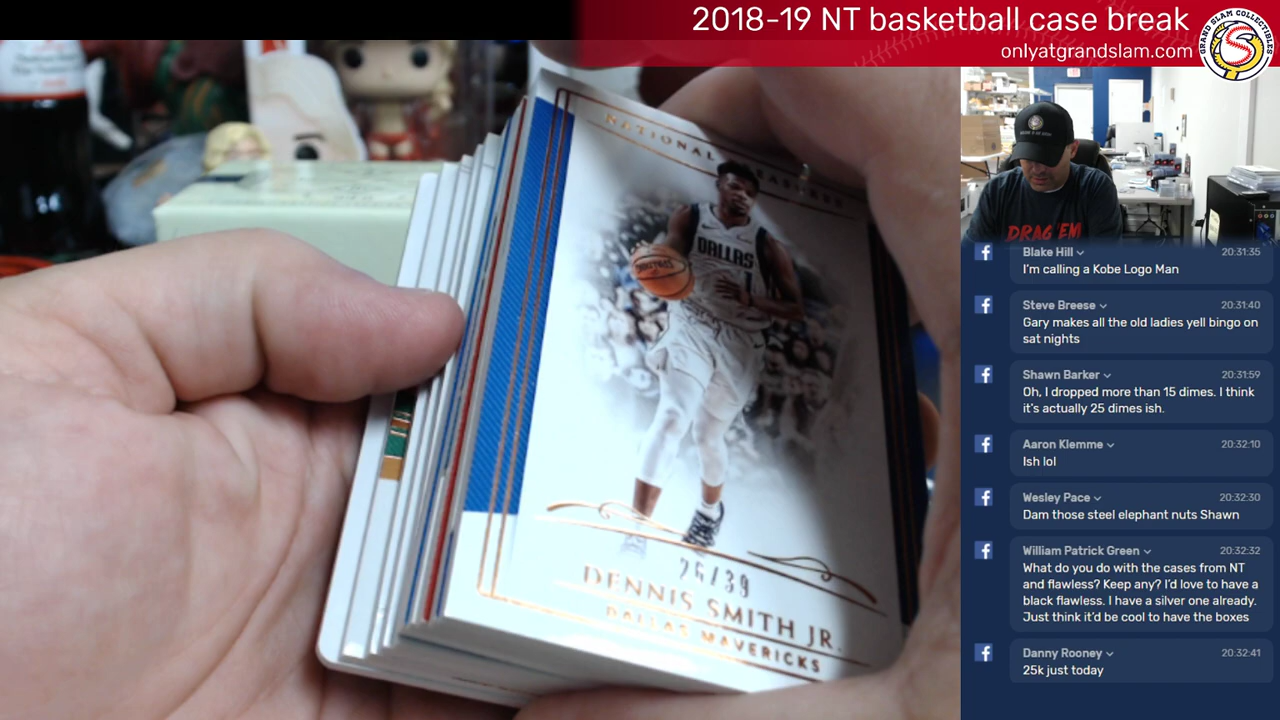 2018-19 NT basketball case break
onlyatgrandslam.com
GRAND SLAM COLLECTIBLES
NATIONAL
DALLAS
1
25/39
DENNIS SMITH JR.
DALLAS MAVERICKS
DRAG 'EM
Blake Hill
20:31:35
I'm calling a Kobe Logo Man
Steve Breese
20:31:40
Gary makes all the old ladies yell bingo on
sat nights
Shawn Barker
20:31:59
Oh, I dropped more than 15 dimes. I think
it's actually 25 dimes ish.
Aaron Klemme
20:32:10
Ish lol
Wesley Pace
20:32:30
Dam those steel elephant nuts Shawn
William Patrick Green
20:32:32
What do you do with the cases from NT
and flawless? Keep any? I'd love to have a
black flawless. I have a silver one already.
Just think it'd be cool to have the boxes
Danny Rooney
20:32:41
25k just today